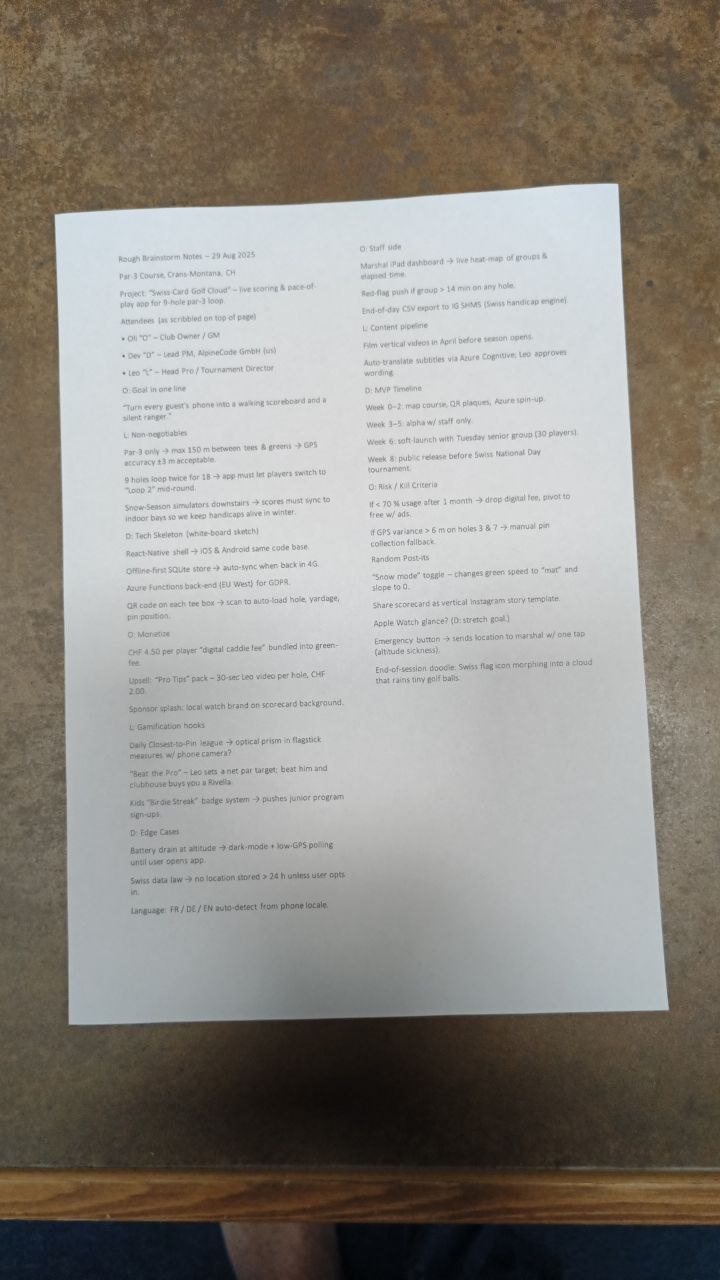 Rough Brainstorm Notes – 29 Aug 2025
Par-3 Course, Crans-Montana, CH
Project: "Swiss-Card Golf Cloud" – live scoring & pace-of-
play app for 9-hole par-3 loop.
Attendees (as scribbled on top of page)
• Oli "O" – Club Owner / GM
• Dev "D" – Lead PM, AlpineCode GmbH (us)
• Leo "L" – Head Pro / Tournament Director
O: Goal in one line
"Turn every guest's phone into a walking scoreboard and a
silent ranger."
L: Non-negotiables
Par-3 only → max 150 m between tees & greens → GPS
accuracy ±3 m acceptable.
9 holes loop twice for 18 → app must let players switch to
"Loop 2" mid-round.
Snow-Season simulators downstairs → scores must sync to
indoor bays so we keep handicaps alive in winter.
D: Tech Skeleton (white-board sketch)
React-Native shell → iOS & Android same code base.
Offline-first SQLite store → auto-sync when back in 4G.
Azure Functions back-end (EU West) for GDPR.
QR code on each tee box → scan to auto-load hole, yardage,
pin position.
O: Monetize
CHF 4.50 per player "digital caddie fee" bundled into green-
fee.
Upsell: "Pro Tips" pack – 30-sec Leo video per hole, CHF
2.00.
Sponsor splash: local watch brand on scorecard background.
L: Gamification hooks
Daily Closest-to-Pin league → optical prism in flagstick
measures w/ phone camera?
"Beat the Pro" – Leo sets a net par target; beat him and
clubhouse buys you a Rivella.
Kids "Birdie Streak" badge system → pushes junior program
sign-ups.
D: Edge Cases
Battery drain at altitude → dark-mode + low-GPS polling
until user opens app.
Swiss data law → no location stored > 24 h unless user opts
in.
Language: FR / DE / EN auto-detect from phone locale.
O: Staff side
Marshal iPad dashboard → live heat-map of groups &
elapsed time.
Red-flag push if group > 14 min on any hole.
End-of-day CSV export to IG SHMS (Swiss handicap engine).
L: Content pipeline
Film vertical videos in April before season opens.
Auto-translate subtitles via Azure Cognitive; Leo approves
wording.
D: MVP Timeline
Week 0–2: map course, QR plaques, Azure spin-up.
Week 3–5: alpha w/ staff only.
Week 6: soft-launch with Tuesday senior group (30 players).
Week 8: public release before Swiss National Day
tournament.
O: Risk / Kill Criteria
If < 70 % usage after 1 month → drop digital fee, pivot to
free w/ ads.
If GPS variance > 6 m on holes 3 & 7 → manual pin
collection fallback.
Random Post-its
"Snow mode" toggle – changes green speed to "mat" and
slope to 0.
Share scorecard as vertical Instagram story template.
Apple Watch glance? (D: stretch goal.)
Emergency button → sends location to marshal w/ one tap
(altitude sickness).
End-of-session doodle: Swiss flag icon morphing into a cloud
that rains tiny golf balls.